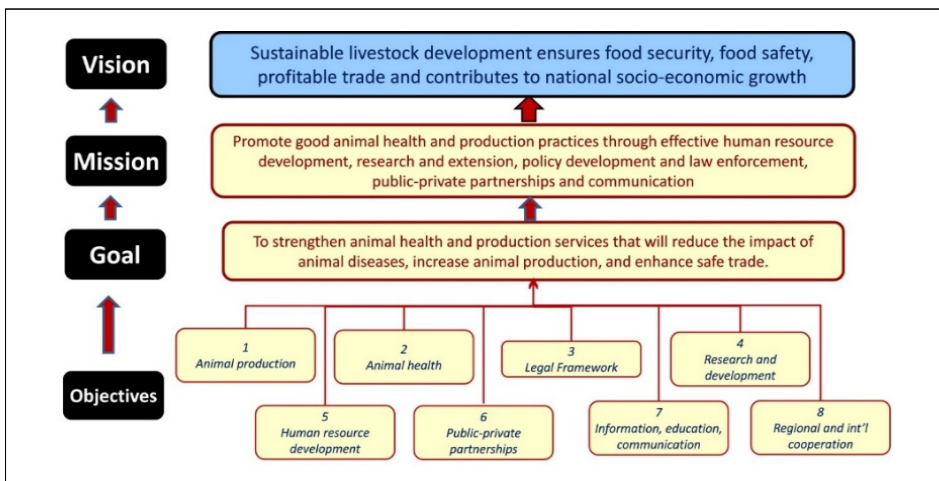 Vision
Sustainable livestock development ensures food security, food safety,
profitable trade and contributes to national socio-economic growth
Mission
Promote good animal health and production practices through effective human resource
development, research and extension, policy development and law enforcement,
public-private partnerships and communication
Goal
To strengthen animal health and production services that will reduce the impact of
animal diseases, increase animal production, and enhance safe trade.
Objectives
1
Animal production
2
Animal health
3
Legal Framework
4
Research and
development
5
Human resource
development
6
Public-private
partnerships
7
Information, education,
communication
8
Regional and int'l
cooperation